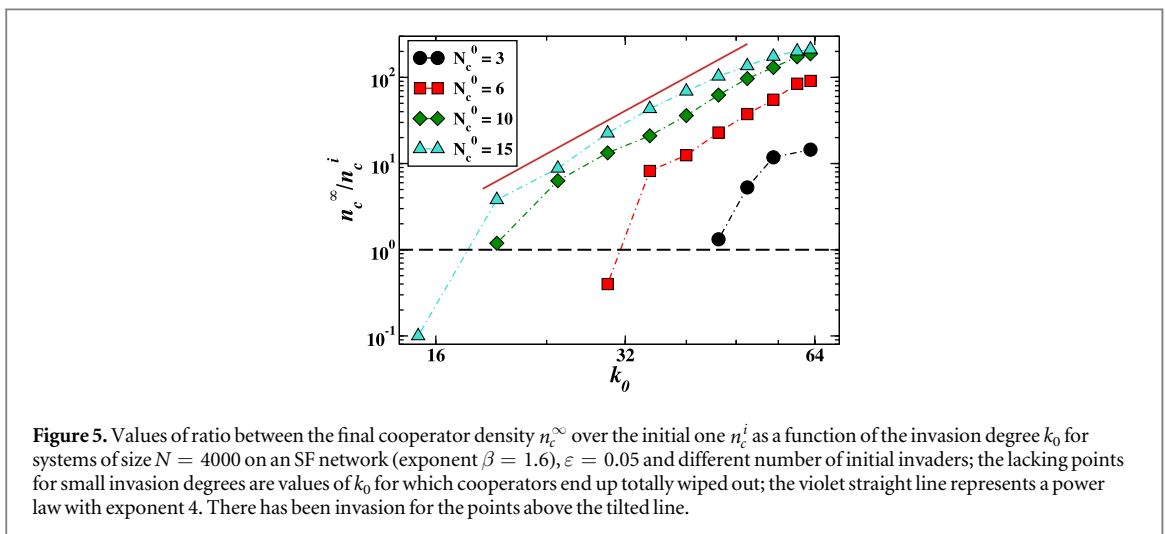 N_c^0 = 3
N_c^0 = 6
N_c^0 = 10
N_c^0 = 15
10^2
10^1
10^0
10^-1
n_c^∞/n_c^i
16 32 64
k_0
Figure 5. Values of ratio between the final cooperator density n_c^∞ over the initial one n_c^i as a function of the invasion degree k_0 for
systems of size N = 4000 on an SF network (exponent β = 1.6), ε = 0.05 and different number of initial invaders; the lacking points
for small invasion degrees are values of k_0 for which cooperators end up totally wiped out; the violet straight line represents a power
law with exponent 4. There has been invasion for the points above the tilted line.